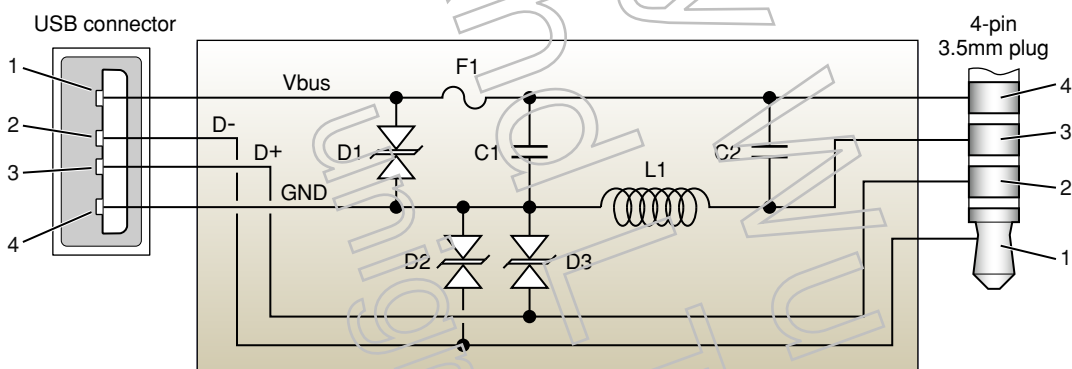 USB connector
4-pin
3.5mm plug
1
2
3
4
Vbus
D-
D+
GND
F1
D1
C1
C2
L1
D2
D3
4
3
2
1